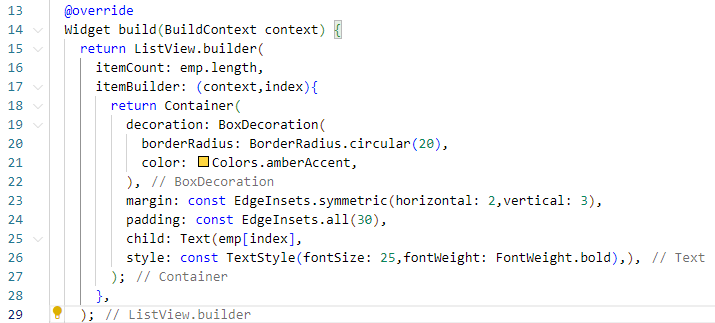 13 @override
14 Widget build(BuildContext context) {
15 return ListView.builder(
16 itemCount: emp.length,
17 itemBuilder: (context,index){
18 return Container(
19 decoration: BoxDecoration(
20 borderRadius: BorderRadius.circular(20),
21 color: Colors.amberAccent,
22 ), // BoxDecoration
23 margin: const EdgeInsets.symmetric(horizontal: 2,vertical: 3),
24 padding: const EdgeInsets.all(30),
25 child: Text(emp[index],
26 style: const TextStyle(fontSize: 25,fontWeight: FontWeight.bold),), // Text
27 ); // Container
28 },
29 ); // ListView.builder